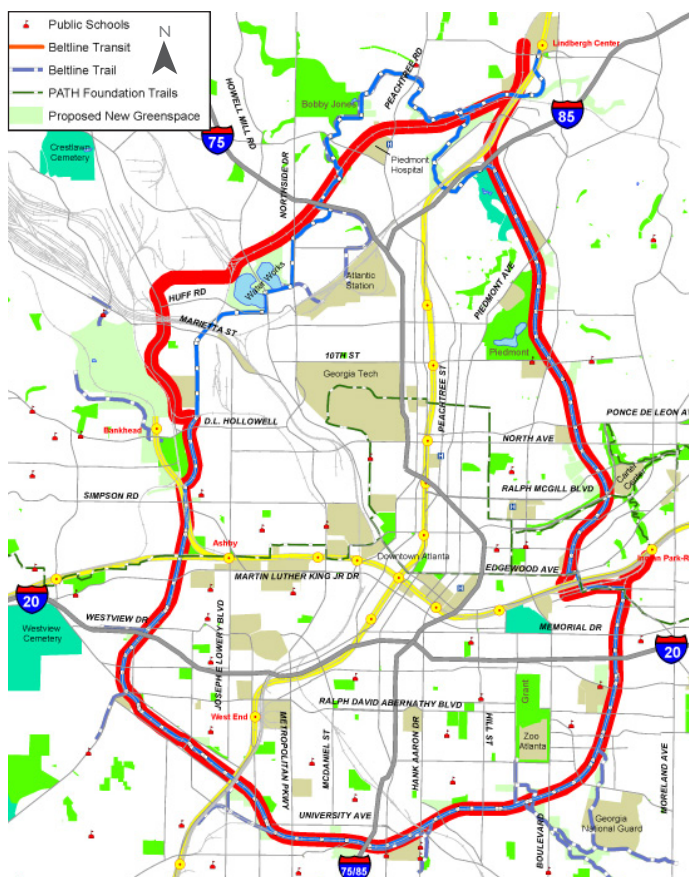 Public Schools
Beltline Transit
Beltline Trail
PATH Foundation Trails
Proposed New Greenspace
N
Lindbergh Center
PEACHTREE RD
Bobby Jones
HOWELL MILL RD
85
75
Crestlawn
Cemetery
H
Piedmont
Hospital
NORTHSIDE DR
Water Works
Atlantic
Station
PIEDMONT AVE
HUFF RD
MARIETTA ST
Piedmont
10TH ST
Georgia Tech
PEACHTREE ST
PONCE DE LEON AV
D.L. HOLLOWELL
Bankhead
NORTH AVE
H
RALPH MCGILL BLVD
Carter
Center
SIMPSON RD
H
Ashby
Downtown Atlanta
EDGEWOOD AVE
MARTIN LUTHER KING JR DR
H
20
WESTVIEW DR
Westview
Cemetery
JOSEPH E LOWERY BLVD
MEMORIAL DR
20
RALPH DAVID ABERNATHY BLVD
Grant
West End
METROPOLITAN PKWY
MCDANIEL ST
HANK AARON DR
HILL ST
Zoo
Atlanta
MORELAND AVE
UNIVERSITY AVE
Georgia
National Guard
BOULEVARD
75/85